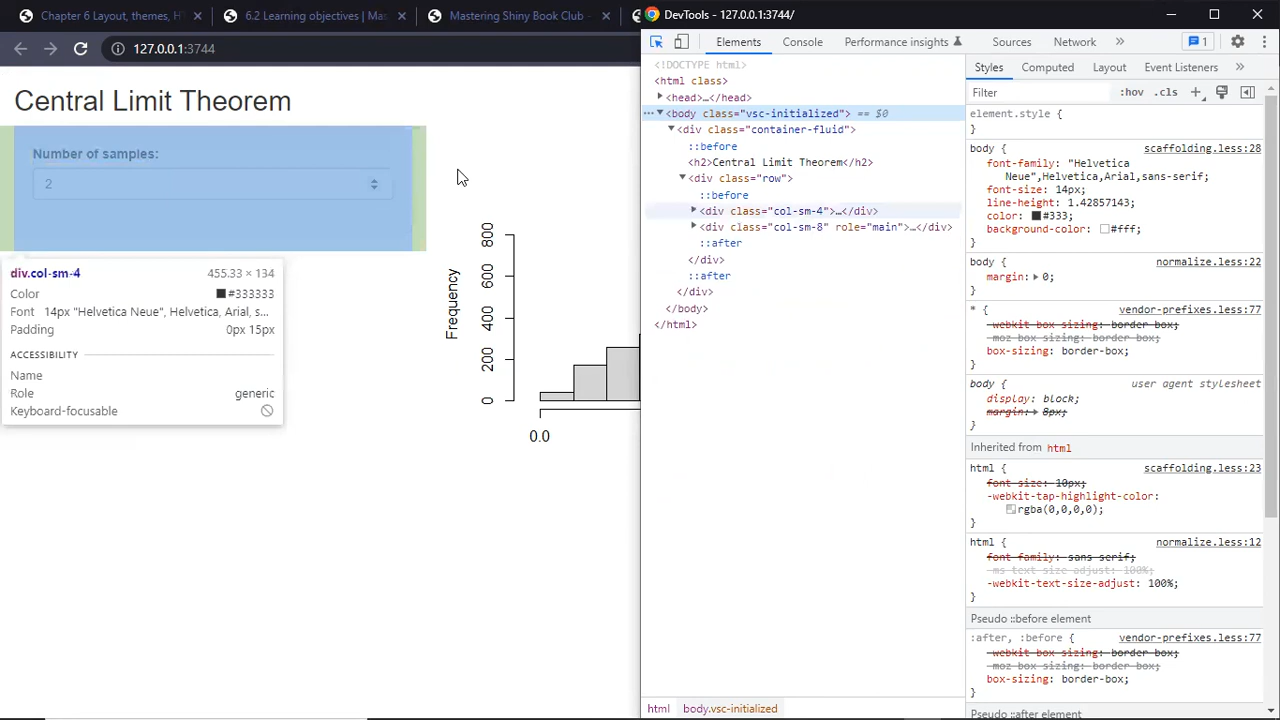 Chapter 6 Layout, themes, H
6.2 Learning objectives | Mas
Mastering Shiny Book Club -
127.0.0.1:3744
Central Limit Theorem
Number of samples:
2
div.col-sm-4 455.33 × 134
Color #333333
Font 14px "Helvetica Neue", Helvetica, Arial, s...
Padding 0px 15px
ACCESSIBILITY
Name
Role generic
Keyboard-focusable
Frequency
800
600
400
200
0
0.0
DevTools - 127.0.0.1:3744/
Elements Console Performance insights Sources Network » 1
<!DOCTYPE html>
<html class>
<head>…</head>
<body class="vsc-initialized"> == $0
<div class="container-fluid">
::before
<h2>Central Limit Theorem</h2>
<div class="row">
::before
<div class="col-sm-4">…</div>
<div class="col-sm-8" role="main">…</div>
::after
</div>
::after
</div>
</body>
</html>
html body.vsc-initialized
Styles Computed Layout Event Listeners »
Filter :hov .cls +
element.style {
}
body { scaffolding.less:28
font-family: "Helvetica
Neue",Helvetica,Arial,sans-serif;
font-size: 14px;
line-height: 1.42857143;
color: #333;
background-color: #fff;
}
body { normalize.less:22
margin: 0;
}
* { vendor-prefixes.less:77
-webkit-box-sizing: border-box;
-moz-box-sizing: border-box;
box-sizing: border-box;
}
body { user agent stylesheet
display: block;
margin: 8px;
}
Inherited from html
html { scaffolding.less:23
font-size: 10px;
-webkit-tap-highlight-color:
rgba(0,0,0,0);
}
html { normalize.less:12
font-family: sans-serif;
-ms-text-size-adjust: 100%;
-webkit-text-size-adjust: 100%;
}
Pseudo ::before element
:after, :before { vendor-prefixes.less:77
-webkit-box-sizing: border-box;
-moz-box-sizing: border-box;
box-sizing: border-box;
}
Pseudo ::after element